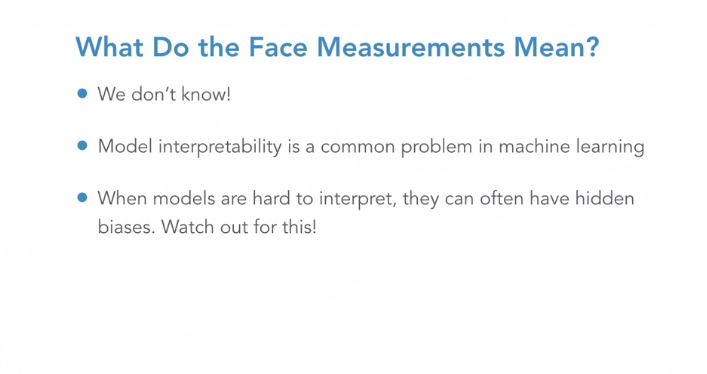 What Do the Face Measurements Mean?
• We don’t know!
• Model interpretability is a common problem in machine learning
• When models are hard to interpret, they can often have hidden
biases. Watch out for this!